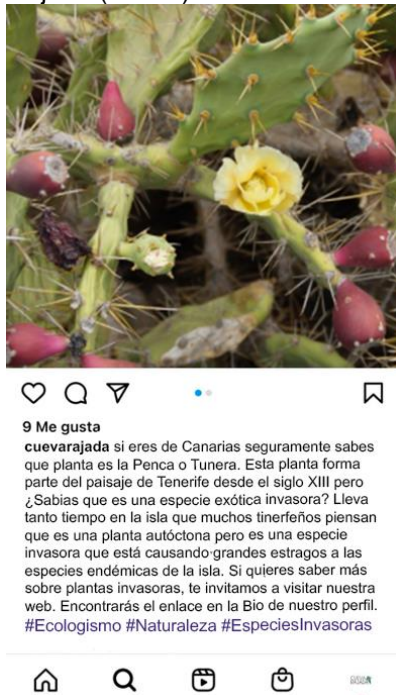 9 Me gusta
cuevarajada si eres de Canarias seguramente sabes
que planta es la Penca o Tunera. Esta planta forma
parte del paisaje de Tenerife desde el siglo XIII pero
¿Sabias que es una especie exótica invasora? Lleva
tanto tiempo en la isla que muchos tinerfeños piensan
que es una planta autóctona pero es una especie
invasora que está causando grandes estragos a las
especies endémicas de la isla. Si quieres saber más
sobre plantas invasoras, te invitamos a visitar nuestra
web. Encontrarás el enlace en la Bio de nuestro perfil.
#Ecologismo #Naturaleza #EspeciesInvasoras